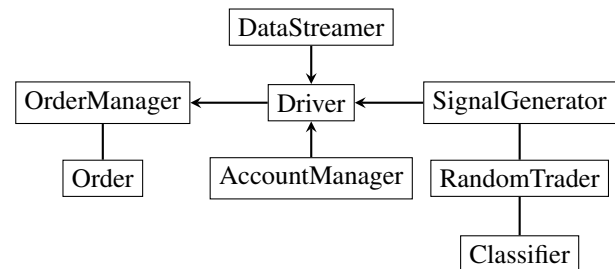 DataStreamer
OrderManager
Driver
SignalGenerator
Order
AccountManager
RandomTrader
Classifier